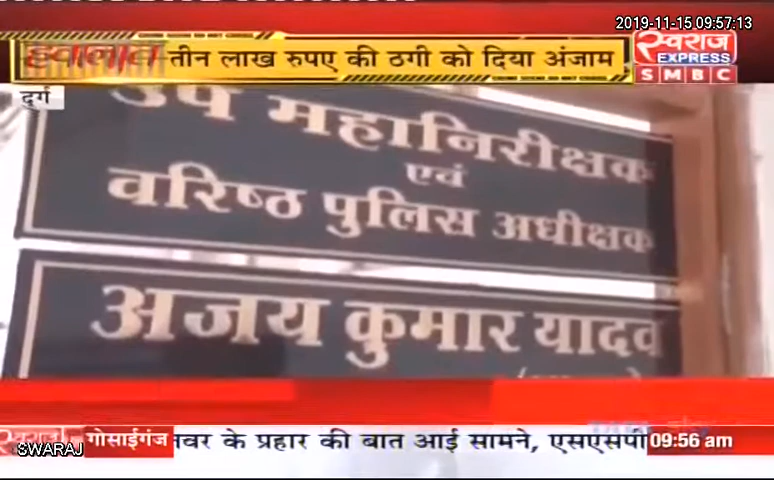 2019-11-15 09:57:13
हवालात तीन लाख रुपए की ठगी को दिया अंजाम
स्वराज
EXPRESS
SMBC
दुर्ग
उप महानिरीक्षक
एवं
वरिष्ठ पुलिस अधीक्षक
अजय कुमार यादव
स्वराज
SWARAJ
गोसाईगंज
नवर के प्रहार की बात आई सामने, एसएसपी
09:56 am